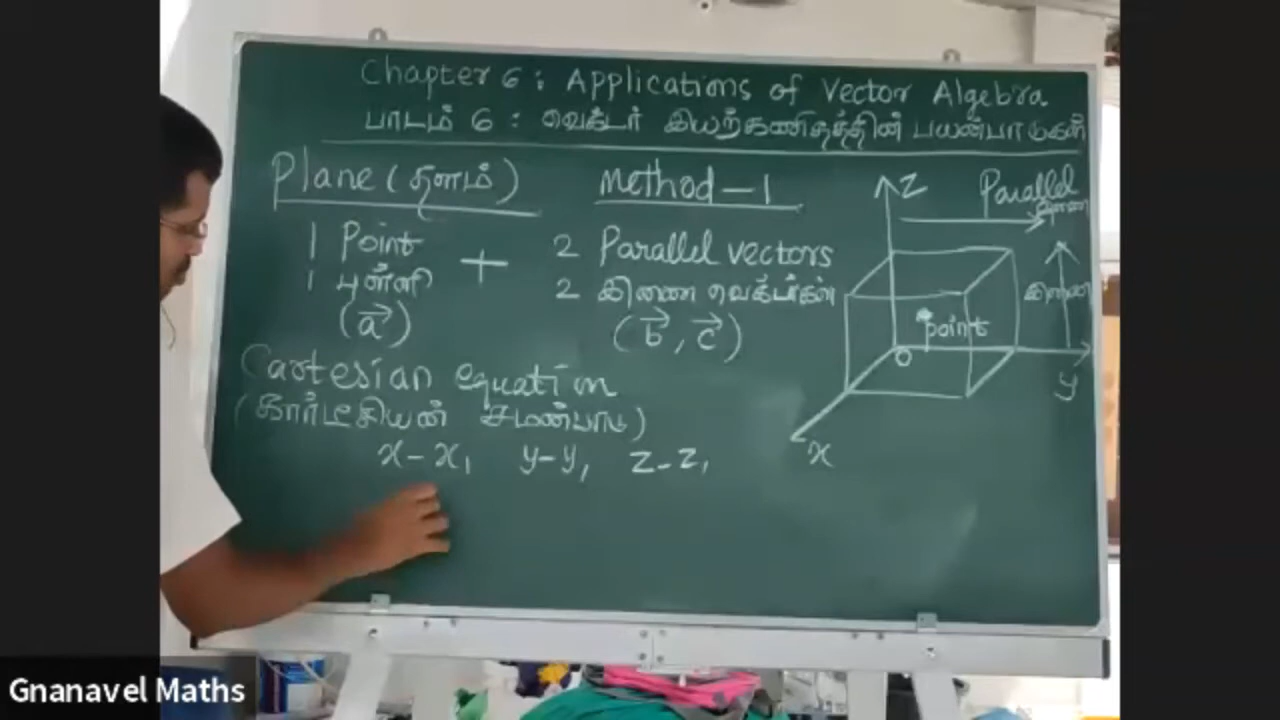 Chapter 6 : Applications of Vector Algebra
பாடம் 6 : வெக்டர் இயற்கணிதத்தின் பயன்பாடுகள்
Plane (தளம்)
Method-1
1 Point + 2 Parallel vectors
1 புள்ளி 2 இணை வெக்டர்கள்
(a⃗) (b⃗, c⃗)
Cartesian equation
(கார்டீசியன் சமன்பாடு)
x-x₁ y-y₁ z-z₁
Z
Parallel
இணை
இணை
point
O
y
x
Gnanavel Maths